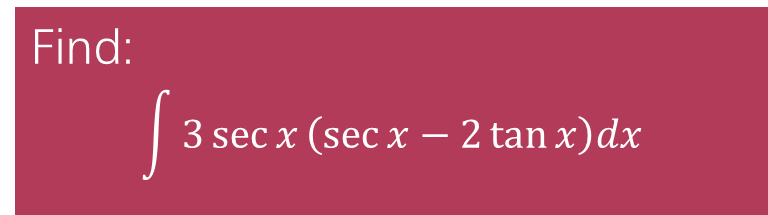 Find:
∫ 3 sec x (sec x − 2 tan x)dx